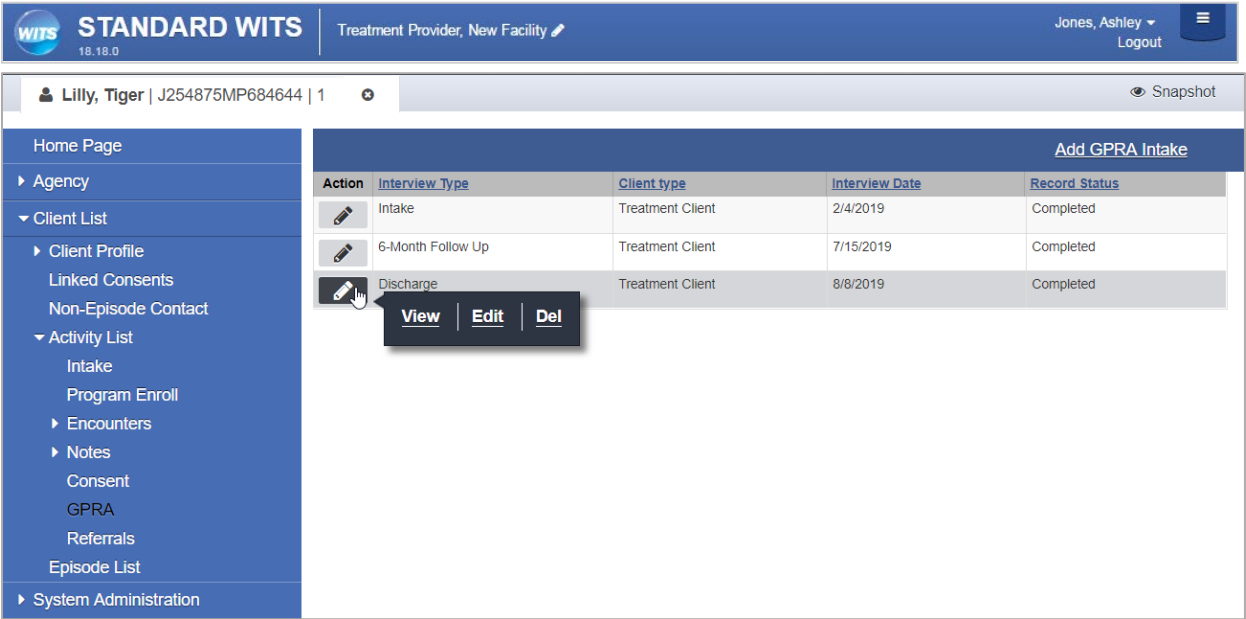 WITS STANDARD WITS
18.18.0
Treatment Provider, New Facility
Jones, Ashley
Logout
Lilly, Tiger | J254875MP684644 | 1
Snapshot
Home Page
Agency
Client List
Client Profile
Linked Consents
Non-Episode Contact
Activity List
Intake
Program Enroll
Encounters
Notes
Consent
GPRA
Referrals
Episode List
System Administration
Add GPRA Intake
Action Interview Type Client type Interview Date Record Status
Intake Treatment Client 2/4/2019 Completed
6-Month Follow Up Treatment Client 7/15/2019 Completed
Discharge Treatment Client 8/8/2019 Completed
View Edit Del